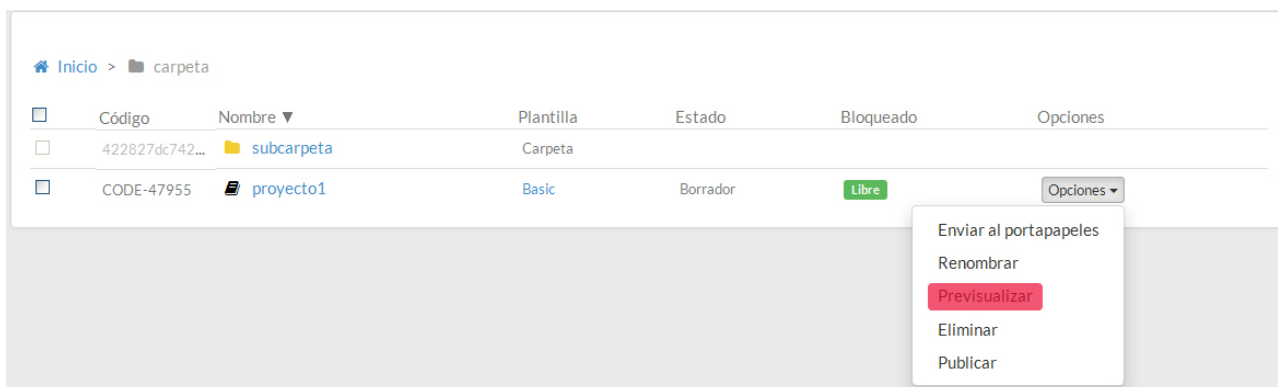 Inicio > carpeta
Código Nombre ▼ Plantilla Estado Bloqueado Opciones
422827dc742... subcarpeta Carpeta
CODE-47955 proyecto1 Basic Borrador Libre Opciones
Enviar al portapapeles
Renombrar
Previsualizar
Eliminar
Publicar